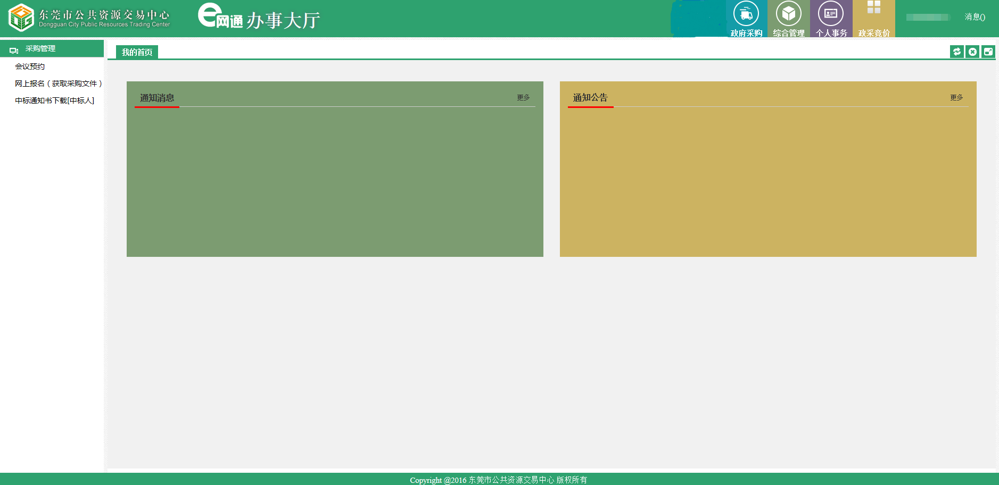 东莞市公共资源交易中心
Dongguan City Public Resources Trading Center
e网通 办事大厅
政府采购
综合管理
个人事务
政采竞价
消息()
采购管理
会议预约
网上报名（获取采购文件）
中标通知书下载[中标人]
我的首页
通知消息
更多
通知公告
更多
Copyright @2016 东莞市公共资源交易中心 版权所有